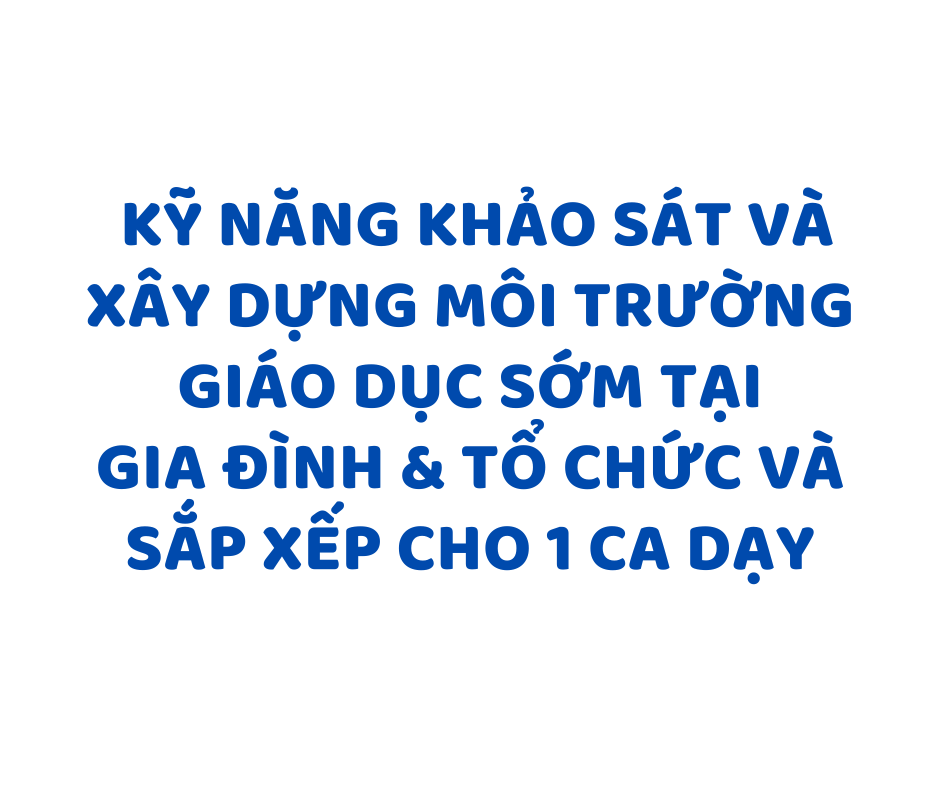 KỸ NĂNG KHẢO SÁT VÀ
XÂY DỰNG MÔI TRƯỜNG
GIÁO DỤC SỚM TẠI
GIA ĐÌNH & TỔ CHỨC VÀ
SẮP XẾP CHO 1 CA DẠY